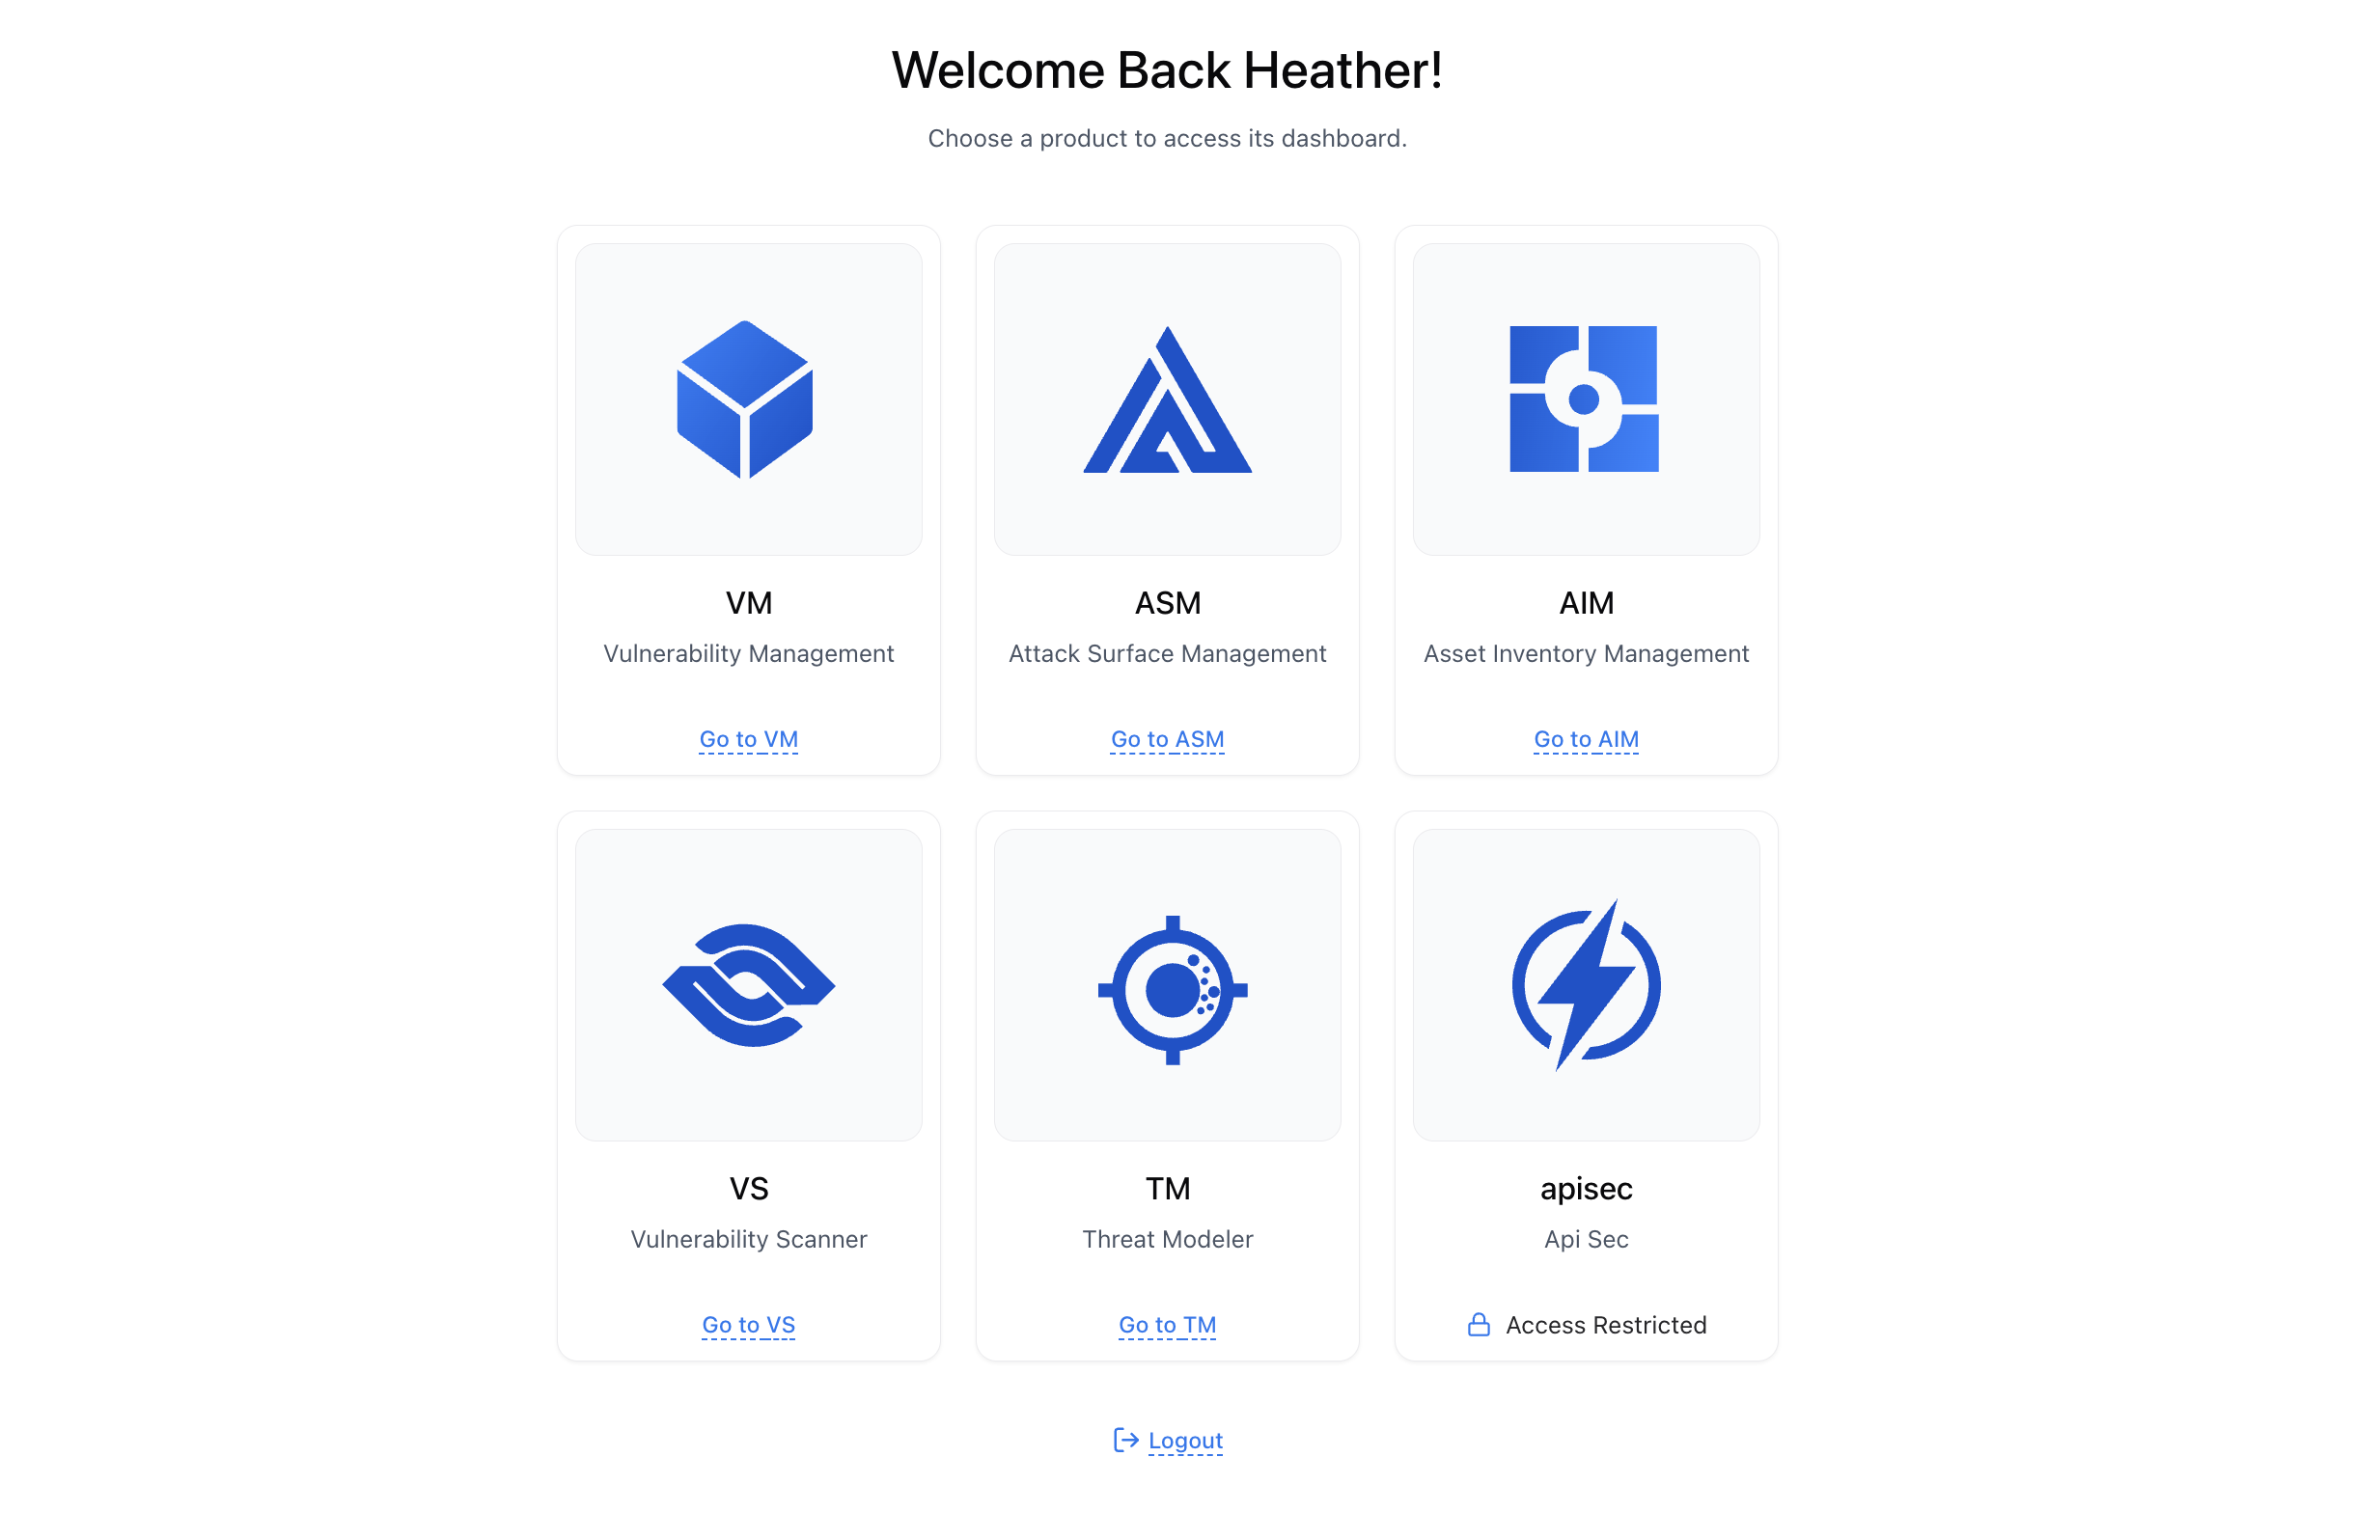 Welcome Back Heather!
Choose a product to access its dashboard.
VM
Vulnerability Management
Go to VM
ASM
Attack Surface Management
Go to ASM
AIM
Asset Inventory Management
Go to AIM
VS
Vulnerability Scanner
Go to VS
TM
Threat Modeler
Go to TM
apisec
Api Sec
Access Restricted
Logout